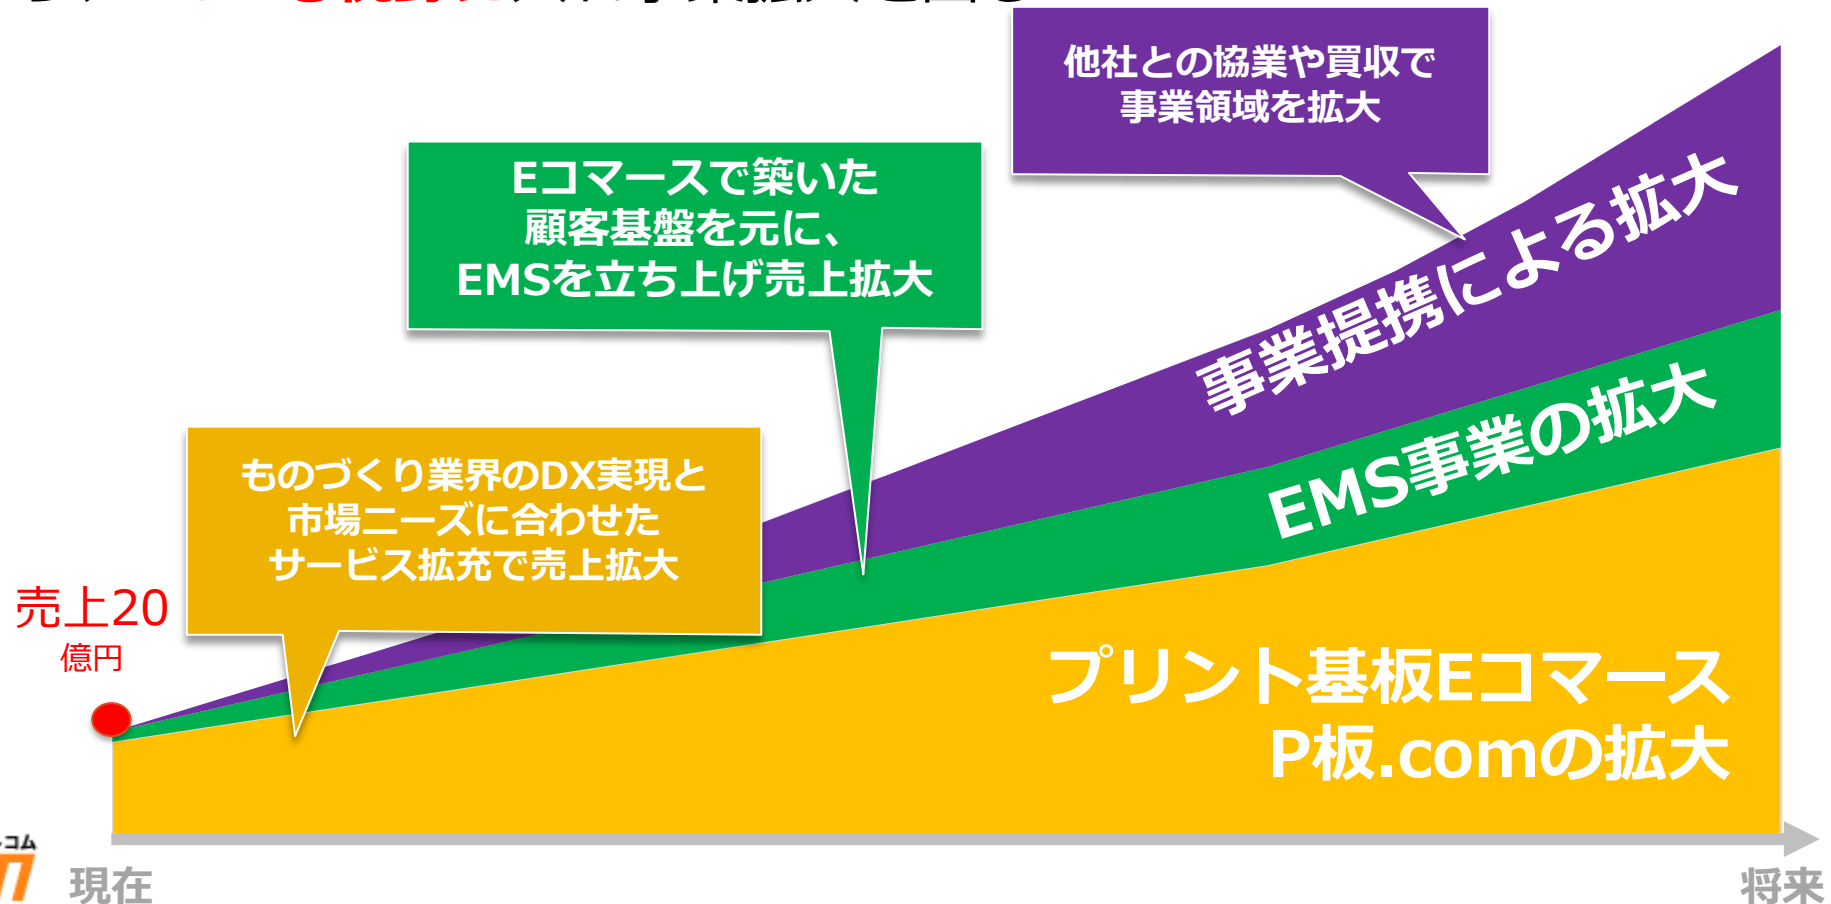 他社との協業や買収で
事業領域を拡大
Eコマースで築いた
顧客基盤を元に、
EMSを立ち上げ売上拡大
事業提携による拡大
EMS事業の拡大
ものづくり業界のDX実現と
市場ニーズに合わせた
サービス拡充で売上拡大
売上20
億円
プリント基板Eコマース
P板.comの拡大
現在
将来